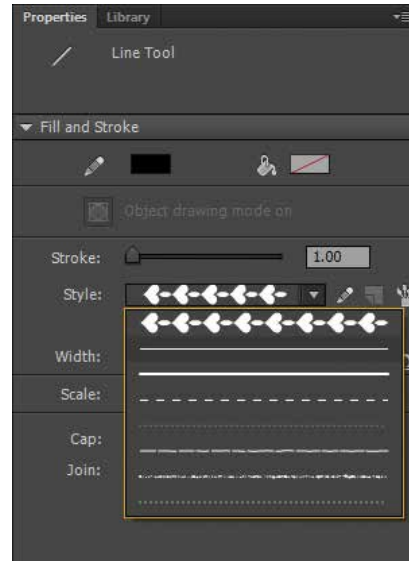 Properties Library
Line Tool
Fill and Stroke
Object drawing mode on
Stroke: 1.00
Style:
Width:
Scale:
Cap:
Join: